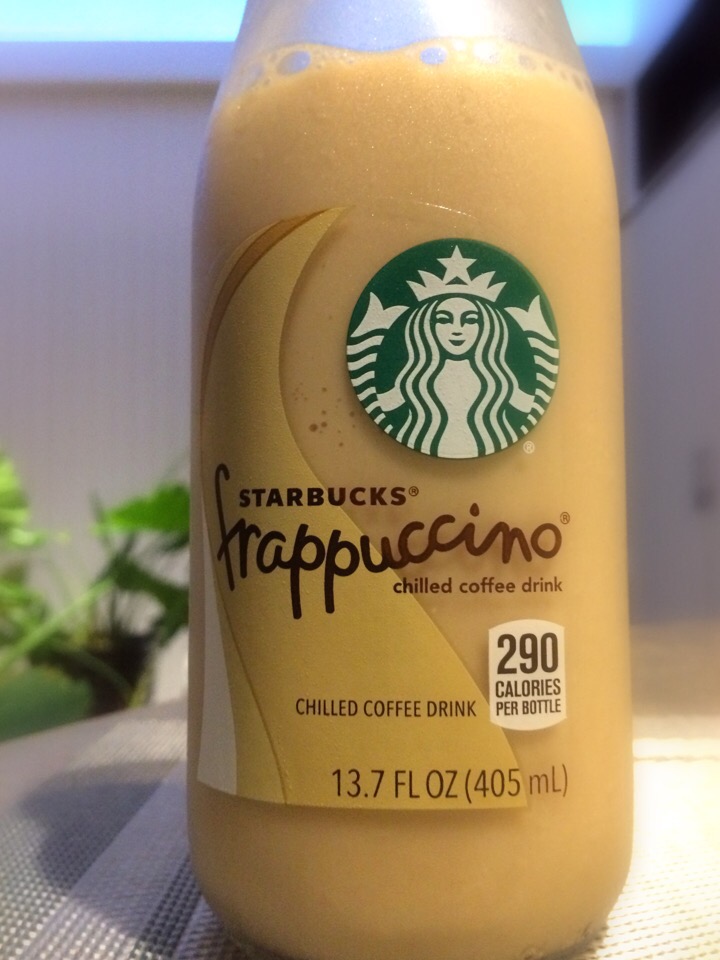 ®
STARBUCKS®
frappuccino®
chilled coffee drink
290
CALORIES
PER BOTTLE
CHILLED COFFEE DRINK
13.7 FL OZ (405 mL)